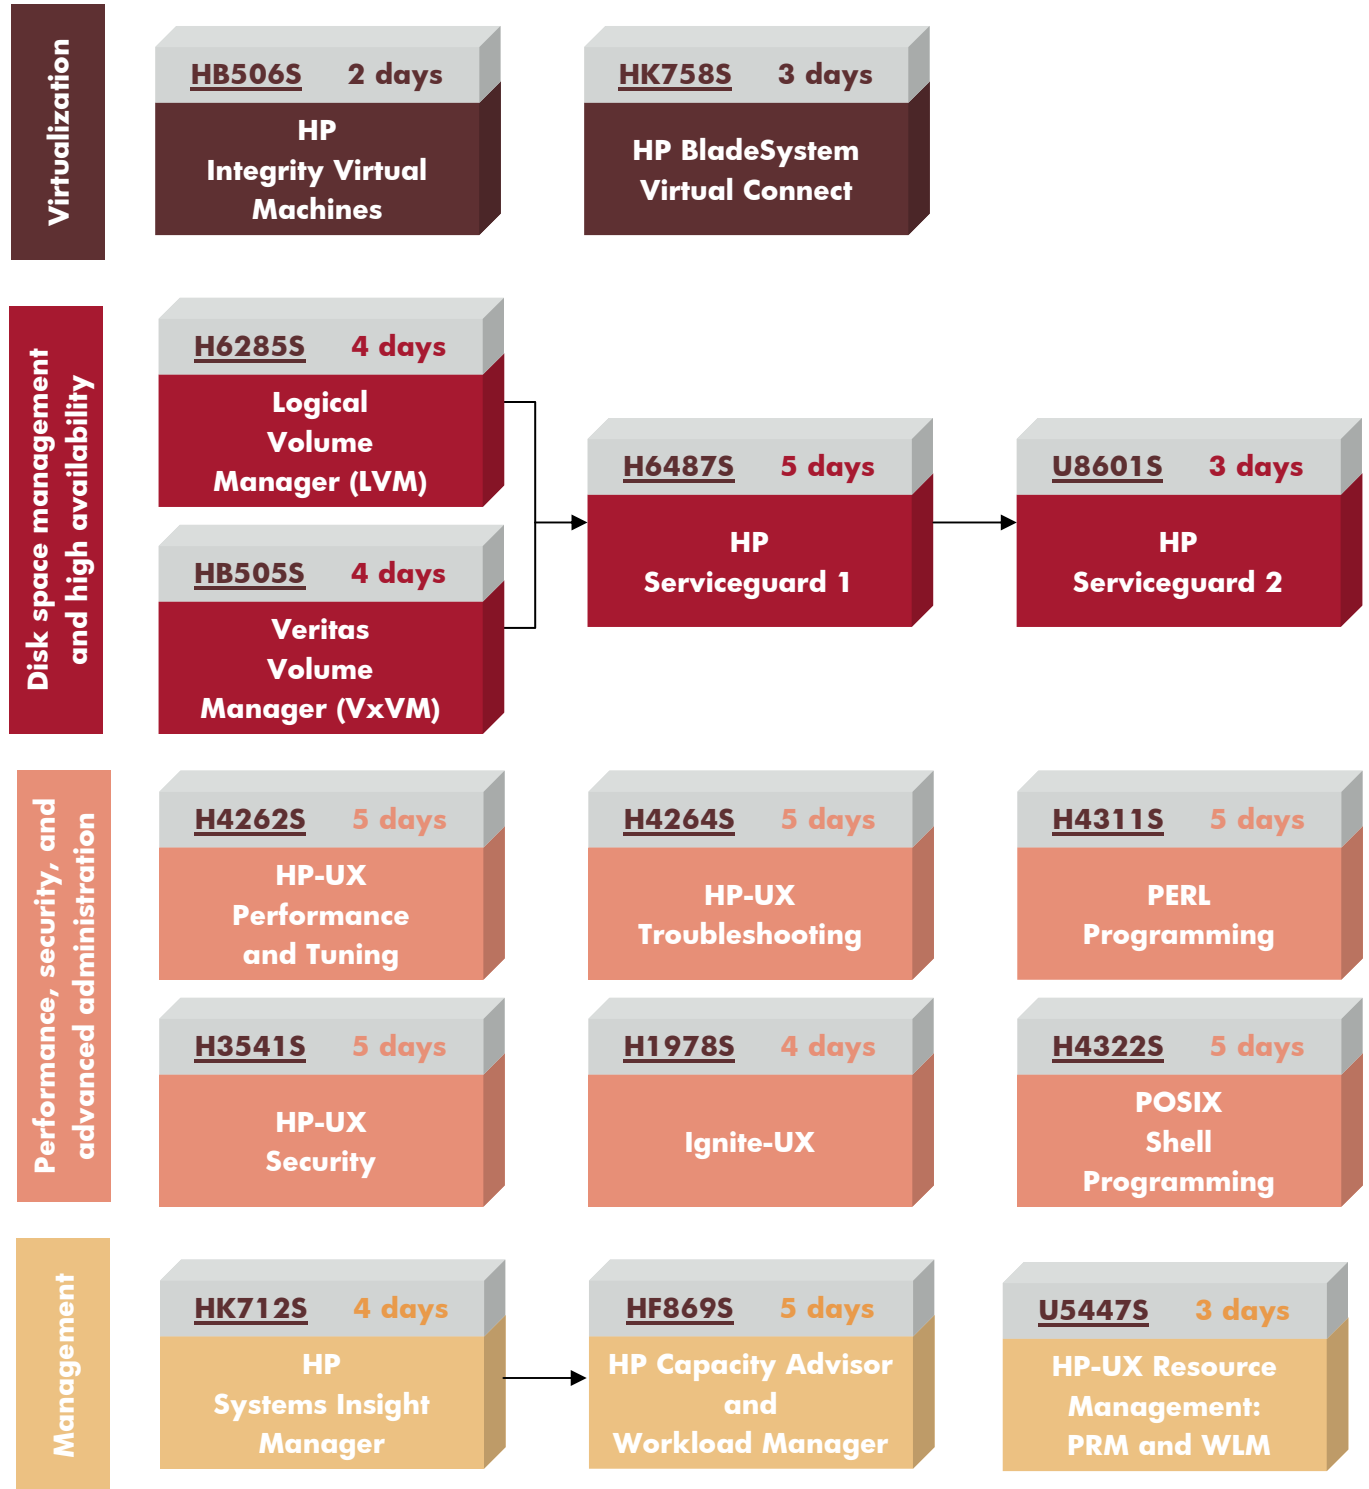 Virtualization
HB506S 2 days
HP
Integrity Virtual
Machines
HK758S 3 days
HP BladeSystem
Virtual Connect
Disk space management
and high availability
H6285S 4 days
Logical
Volume
Manager (LVM)
HB505S 4 days
Veritas
Volume
Manager (VxVM)
H6487S 5 days
HP
Serviceguard 1
U8601S 3 days
HP
Serviceguard 2
Performance, security, and
advanced administration
H4262S 5 days
HP-UX
Performance
and Tuning
H4264S 5 days
HP-UX
Troubleshooting
H4311S 5 days
PERL
Programming
H3541S 5 days
HP-UX
Security
H1978S 4 days
Ignite-UX
H4322S 5 days
POSIX
Shell
Programming
Management
HK712S 4 days
HP
Systems Insight
Manager
HF869S 5 days
HP Capacity Advisor
and
Workload Manager
U5447S 3 days
HP-UX Resource
Management:
PRM and WLM